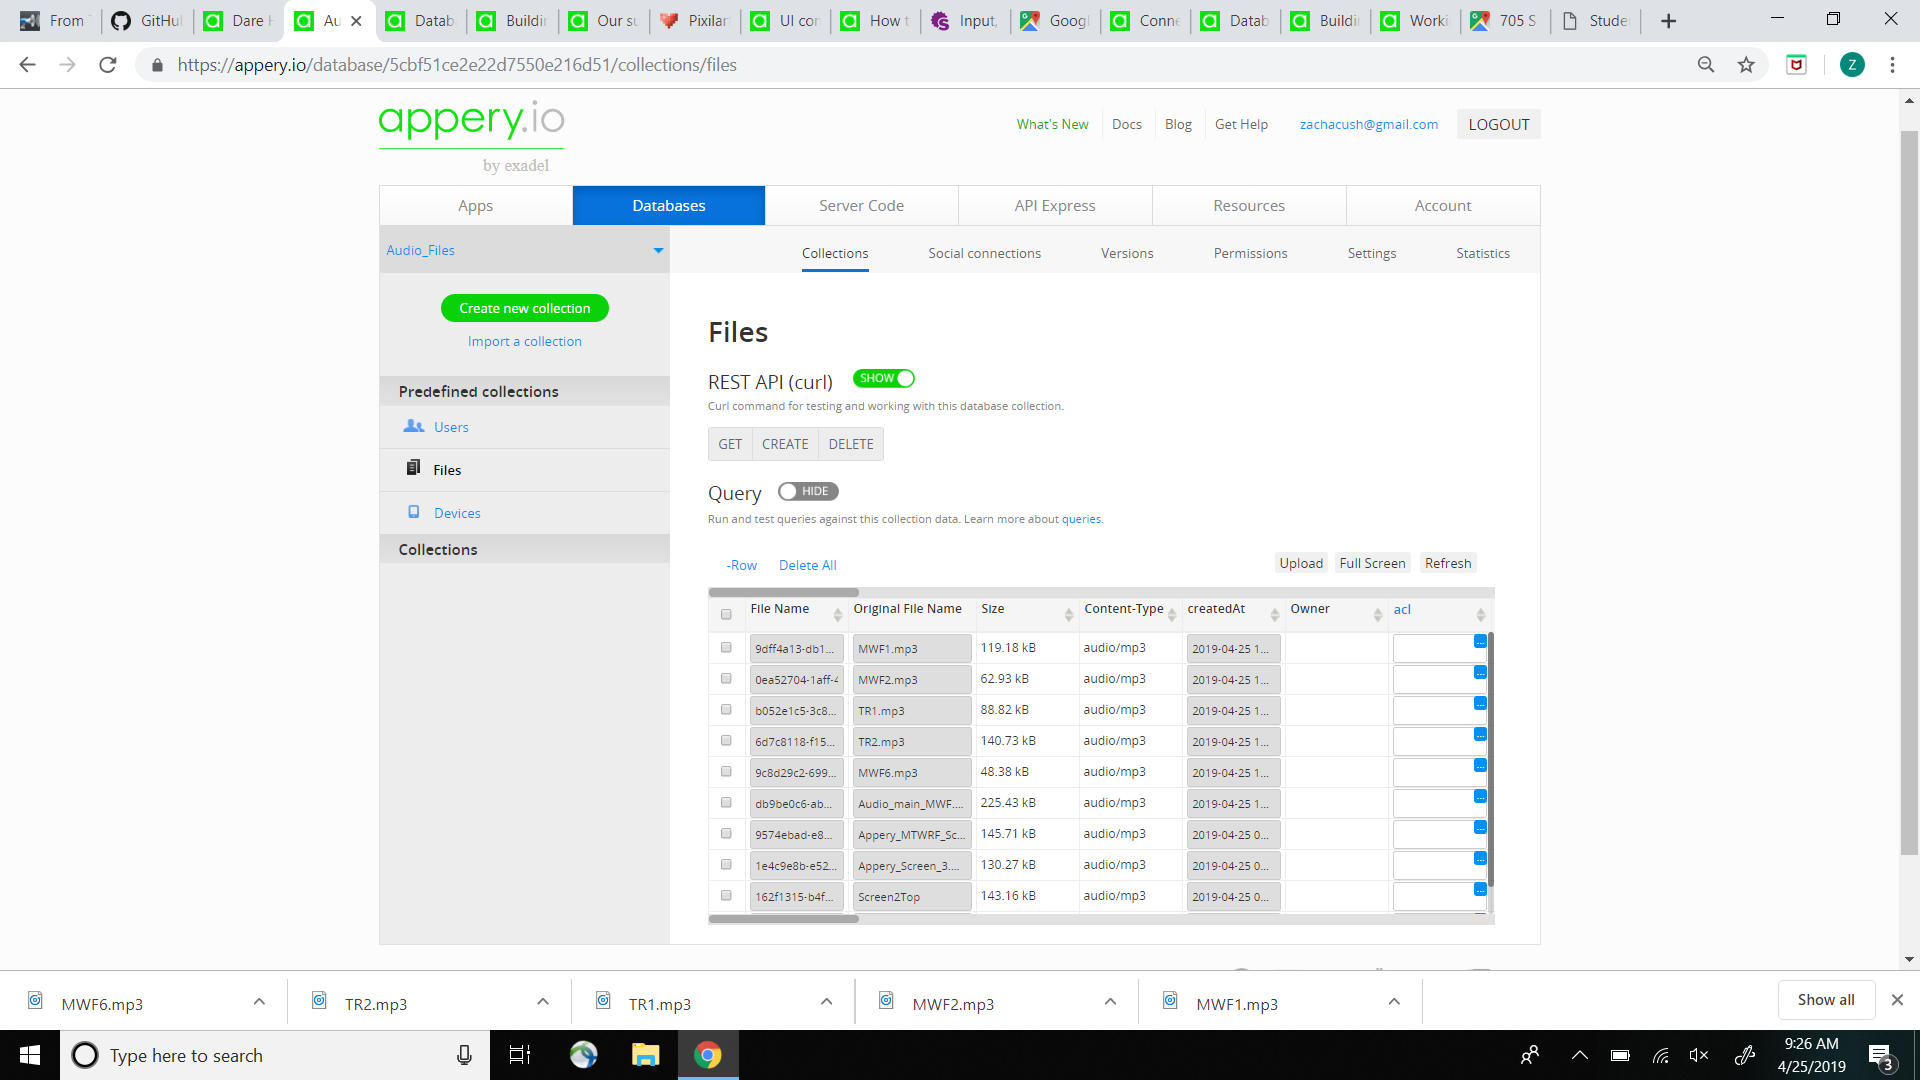 From
GitHu
Dare H
Au
Datab
Buildin
Our su
Pixilar
UI con
How t
Input,
Googl
Conne
Datab
Buildin
Worki
705 S
Studer
https://appery.io/database/5cbf51ce2e22d7550e216d51/collections/files
Z
appery.io
by exadel
What's New Docs Blog Get Help zachacush@gmail.com LOGOUT
Apps Databases Server Code API Express Resources Account
Audio_Files
Collections Social connections Versions Permissions Settings Statistics
Create new collection
Import a collection
Predefined collections
Users
Files
Devices
Collections
Files
REST API (curl) SHOW
Curl command for testing and working with this database collection.
GET CREATE DELETE
Query HIDE
Run and test queries against this collection data. Learn more about queries.
-Row Delete All Upload Full Screen Refresh
File Name Original File Name Size Content-Type createdAt Owner acl
9dff4a13-db1... MWF1.mp3 119.18 kB audio/mp3 2019-04-25 1... ...
0ea52704-1aff-4 MWF2.mp3 62.93 kB audio/mp3 2019-04-25 1... ...
b052e1c5-3c8... TR1.mp3 88.82 kB audio/mp3 2019-04-25 1... ...
6d7c8118-f15... TR2.mp3 140.73 kB audio/mp3 2019-04-25 1... ...
9c8d29c2-699... MWF6.mp3 48.38 kB audio/mp3 2019-04-25 1... ...
db9be0c6-ab... Audio_main_MWF.... 225.43 kB audio/mp3 2019-04-25 1... ...
9574ebad-e8... Appery_MTWRF_Sc... 145.71 kB audio/mp3 2019-04-25 0... ...
1e4c9e8b-e52... Appery_Screen_3.... 130.27 kB audio/mp3 2019-04-25 0... ...
162f1315-b4f... Screen2Top 143.16 kB audio/mp3 2019-04-25 0... ...
MWF6.mp3 TR2.mp3 TR1.mp3 MWF2.mp3 MWF1.mp3 Show all
Type here to search
9:26 AM
4/25/2019
3